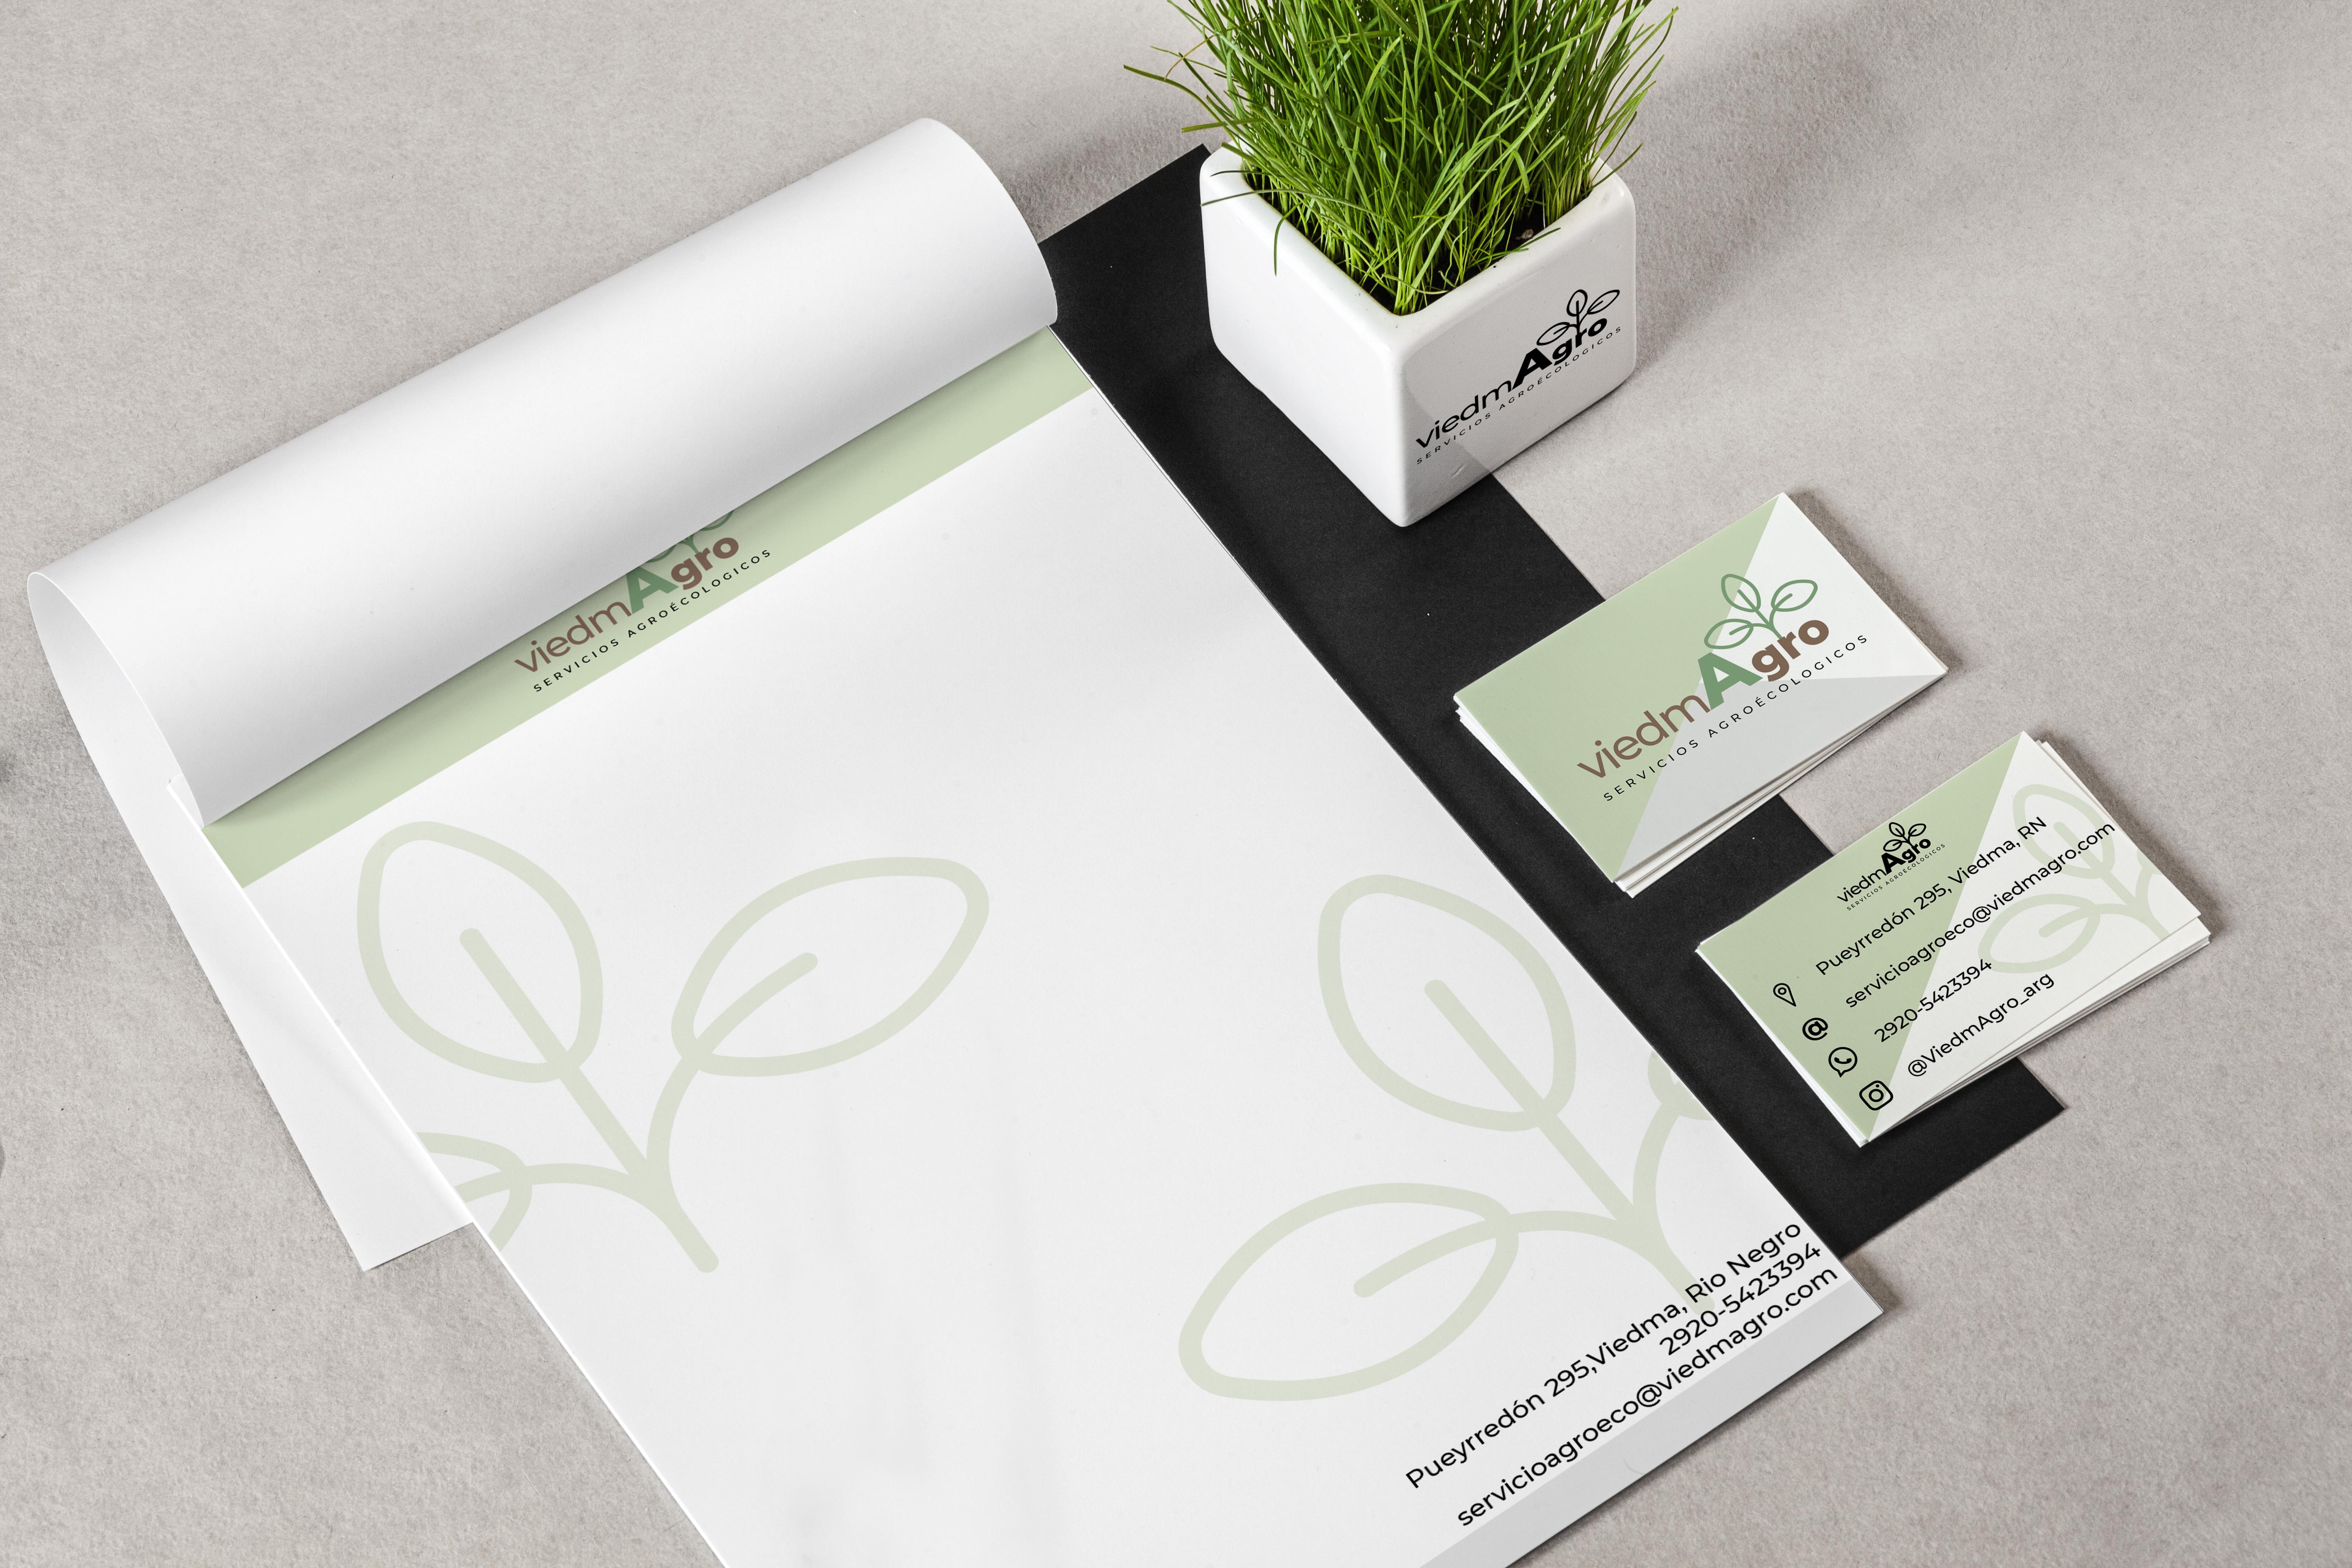 viedmAgro
SERVICIOS AGROÉCOLOGICOS
viedmAgro
SERVICIOS AGROÉCOLOGICOS
viedmAgro
SERVICIOS AGROÉCOLOGICOS
viedmAgro
SERVICIOS AGROÉCOLOGICOS
Pueyrredón 295, Viedma, RN
@ servicioagroeco@viedmagro.com
2920-5423394
@ViedmAgro_arg
Pueyrredón 295,Viedma, Rio Negro
2920-5423394
servicioagroeco@viedmagro.com